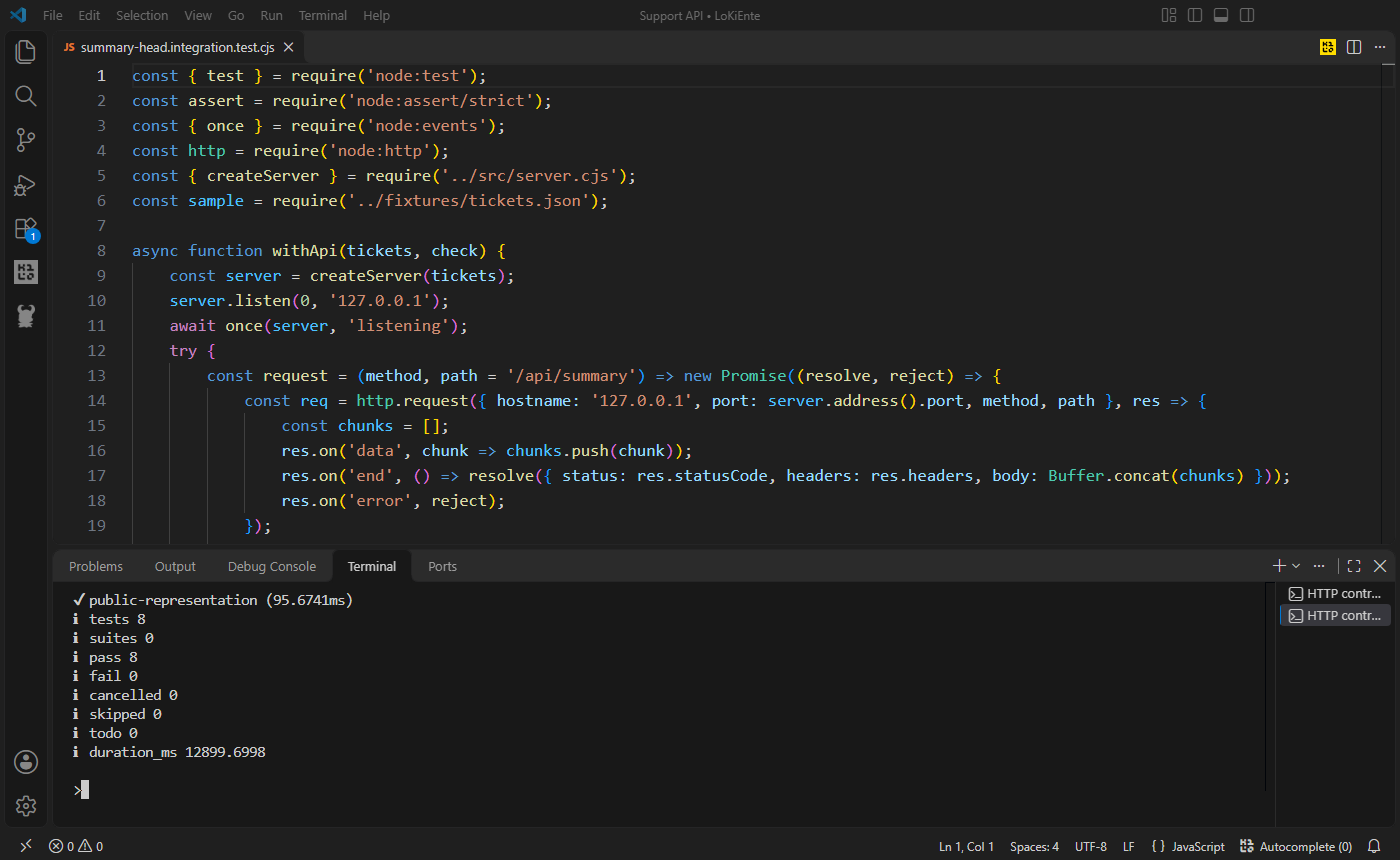 File Edit Selection View Go Run Terminal Help
Support API • LoKiEnte
JS summary-head.integration.test.cjs
1 const { test } = require('node:test');
2 const assert = require('node:assert/strict');
3 const { once } = require('node:events');
4 const http = require('node:http');
5 const { createServer } = require('../src/server.cjs');
6 const sample = require('../fixtures/tickets.json');
7
8 async function withApi(tickets, check) {
9 const server = createServer(tickets);
10 server.listen(0, '127.0.0.1');
11 await once(server, 'listening');
12 try {
13 const request = (method, path = '/api/summary') => new Promise((resolve, reject) => {
14 const req = http.request({ hostname: '127.0.0.1', port: server.address().port, method, path }, res => {
15 const chunks = [];
16 res.on('data', chunk => chunks.push(chunk));
17 res.on('end', () => resolve({ status: res.statusCode, headers: res.headers, body: Buffer.concat(chunks) }));
18 res.on('error', reject);
19 });
1
Problems Output Debug Console Terminal Ports
✔ public-representation (95.6741ms)
ℹ tests 8
ℹ suites 0
ℹ pass 8
ℹ fail 0
ℹ cancelled 0
ℹ skipped 0
ℹ todo 0
ℹ duration_ms 12899.6998
>
HTTP contr...
HTTP contr...
0 0
Ln 1, Col 1 Spaces: 4 UTF-8 LF { } JavaScript Autocomplete (0)